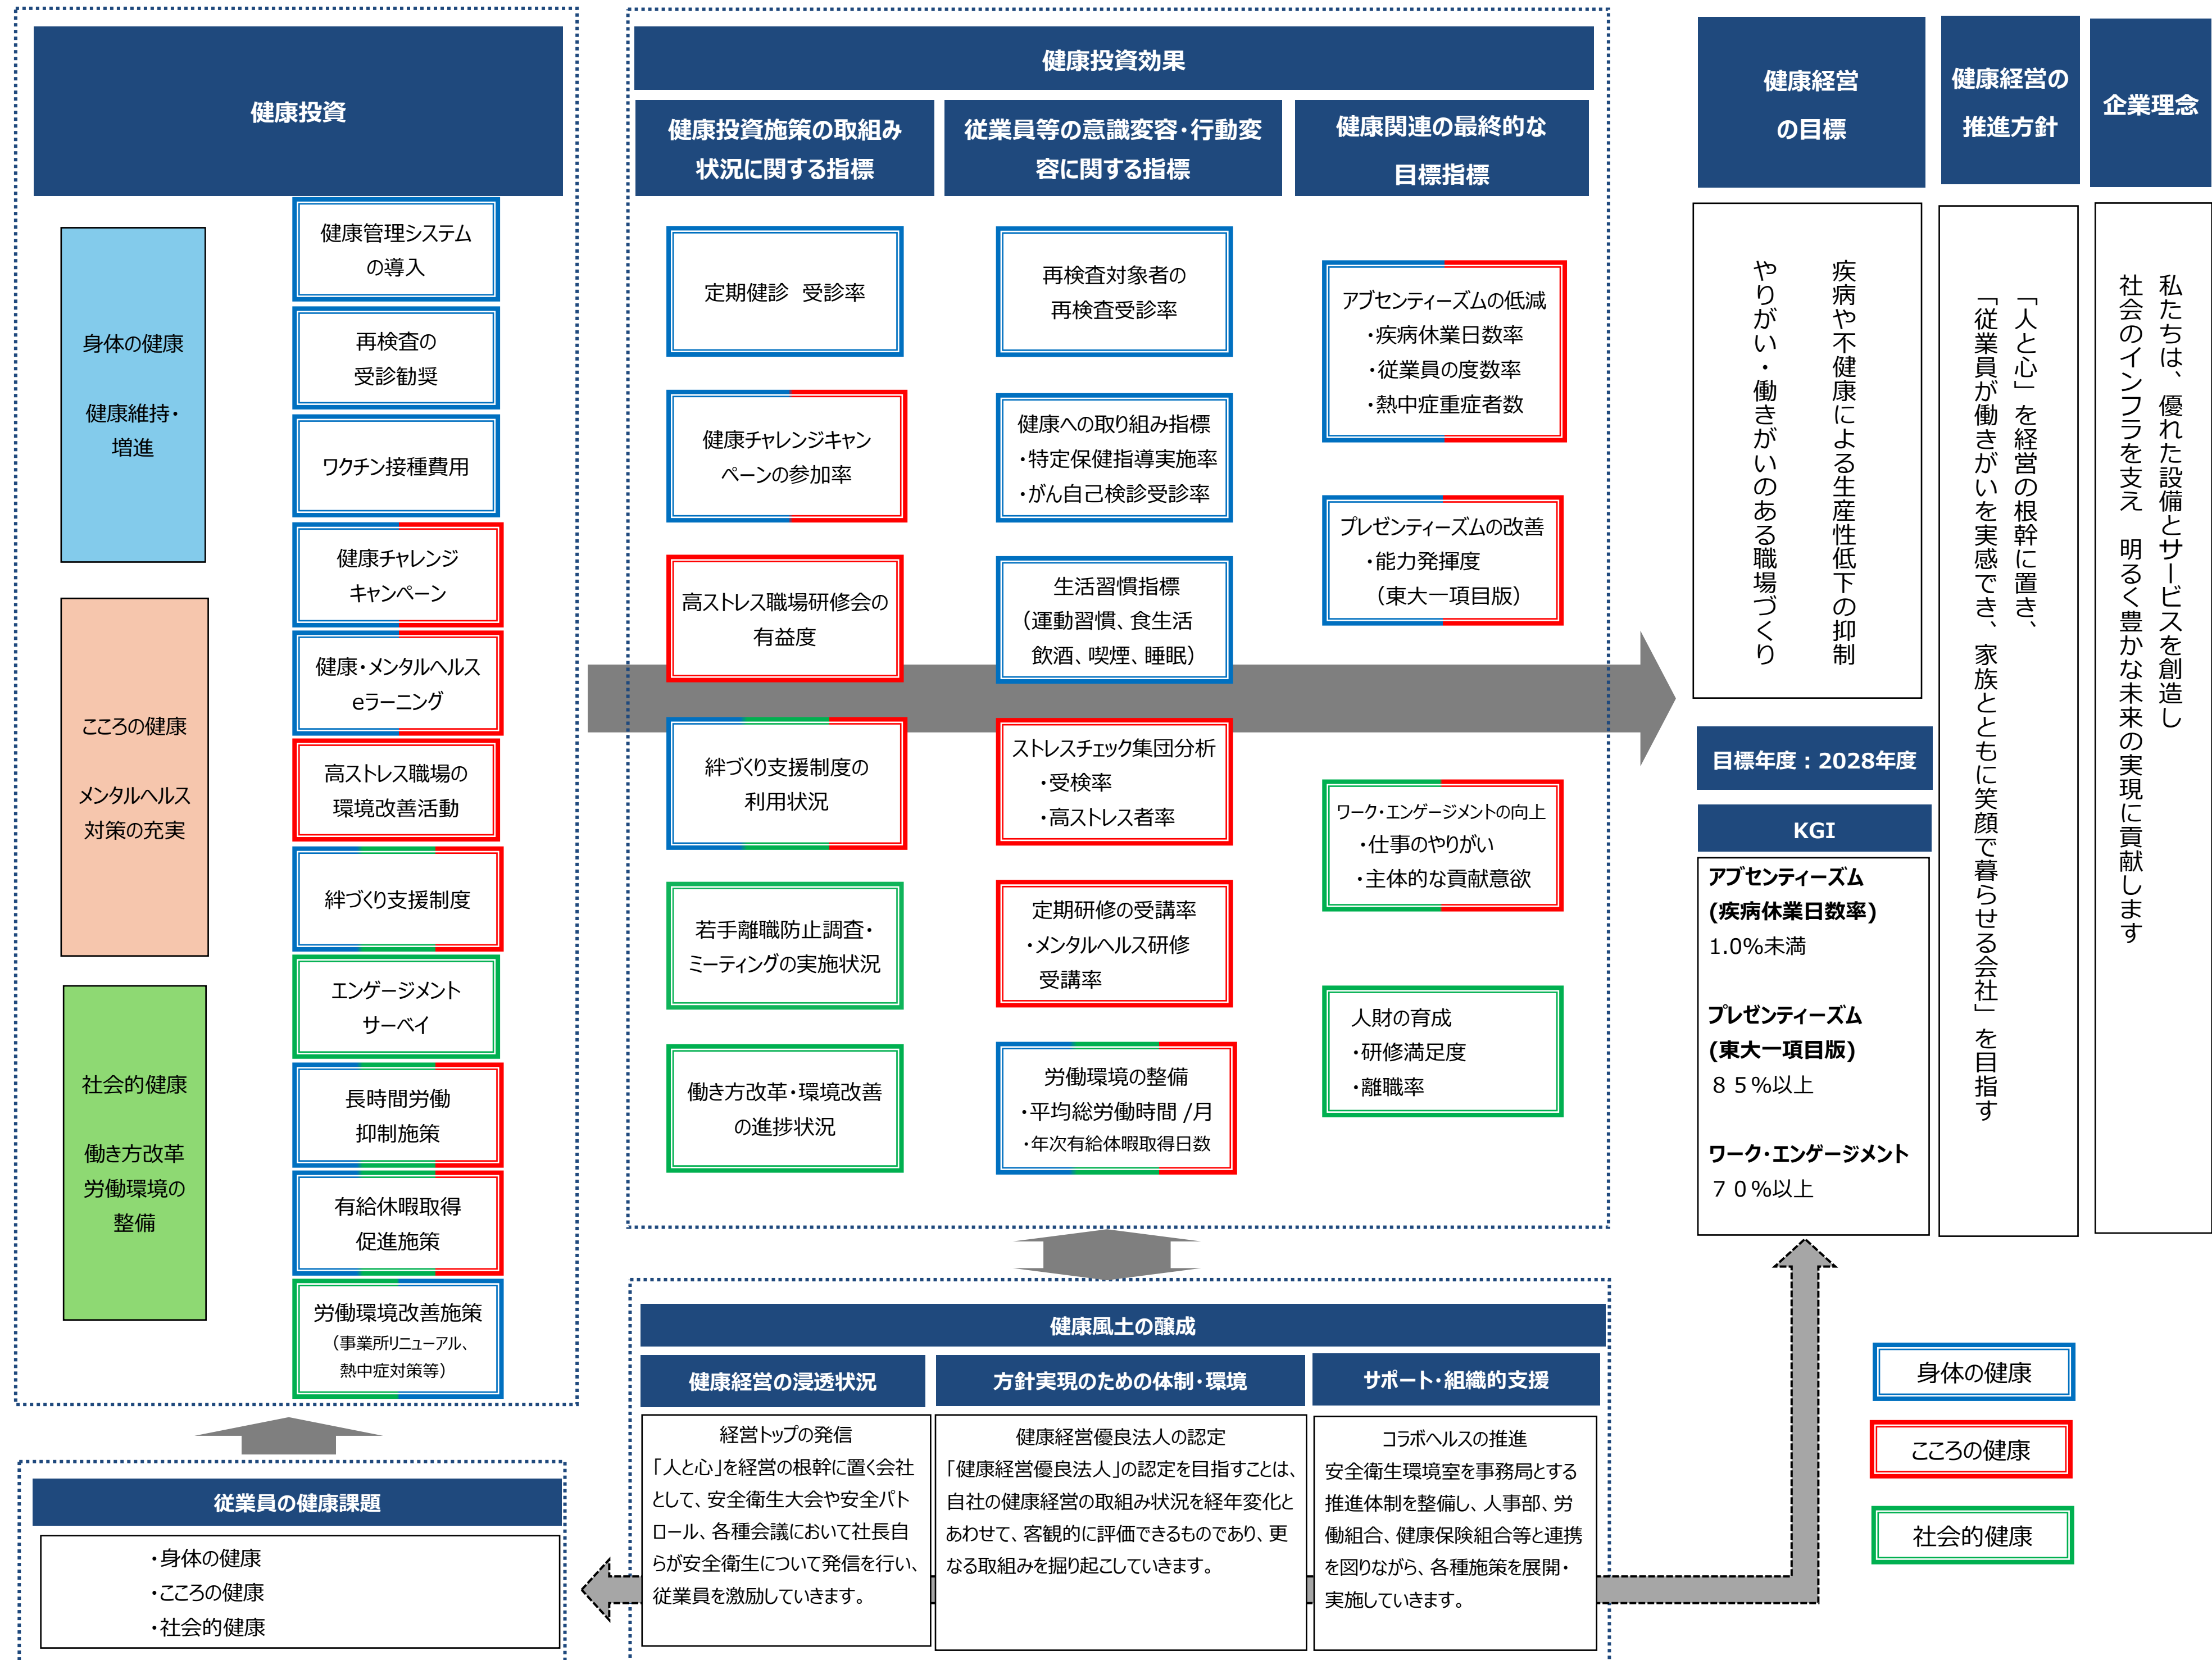 健康投資
身体の健康
健康維持・
増進
こころの健康
メンタルヘルス
対策の充実
社会的健康
働き方改革
労働環境の
整備
健康管理システム
の導入
再検査の
受診勧奨
ワクチン接種費用
健康チャレンジ
キャンペーン
健康・メンタルヘルス
eラーニング
高ストレス職場の
環境改善活動
絆づくり支援制度
エンゲージメント
サーベイ
長時間労働
抑制施策
有給休暇取得
促進施策
労働環境改善施策
（事業所リニューアル、
熱中症対策等）
従業員の健康課題
・身体の健康
・こころの健康
・社会的健康
健康投資効果
健康投資施策の取組み
状況に関する指標
定期健診　受診率
健康チャレンジキャン
ペーンの参加率
高ストレス職場研修会の
有益度
絆づくり支援制度の
利用状況
若手離職防止調査・
ミーティングの実施状況
働き方改革・環境改善
の進捗状況
従業員等の意識変容・行動変
容に関する指標
再検査対象者の
再検査受診率
健康への取り組み指標
・特定保健指導実施率
・がん自己検診受診率
生活習慣指標
（運動習慣、食生活
飲酒、喫煙、睡眠）
ストレスチェック集団分析
・受検率
・高ストレス者率
定期研修の受講率
・メンタルヘルス研修
受講率
労働環境の整備
・平均総労働時間 /月
・年次有給休暇取得日数
健康関連の最終的な
目標指標
アブセンティーズムの低減
・疾病休業日数率
・従業員の度数率
・熱中症重症者数
プレゼンティーズムの改善
・能力発揮度
（東大一項目版）
ワーク・エンゲージメントの向上
・仕事のやりがい
・主体的な貢献意欲
人財の育成
・研修満足度
・離職率
健康風土の醸成
健康経営の浸透状況
経営トップの発信
「人と心」を経営の根幹に置く会社
として、安全衛生大会や安全パト
ロール、各種会議において社長自
らが安全衛生について発信を行い、
従業員を激励していきます。
方針実現のための体制・環境
健康経営優良法人の認定
「健康経営優良法人」の認定を目指すことは、
自社の健康経営の取組み状況を経年変化と
あわせて、客観的に評価できるものであり、更
なる取組みを掘り起こしていきます。
サポート・組織的支援
コラボヘルスの推進
安全衛生環境室を事務局とする
推進体制を整備し、人事部、労
働組合、健康保険組合等と連携
を図りながら、各種施策を展開・
実施していきます。
健康経営
の目標
疾病や不健康による生産性低下の抑制
やりがい・働きがいのある職場づくり
目標年度：2028年度
KGI
アブセンティーズム
(疾病休業日数率)
1.0%未満
プレゼンティーズム
(東大一項目版)
８５%以上
ワーク・エンゲージメント
７０%以上
健康経営の
推進方針
「人と心」を経営の根幹に置き、
「従業員が働きがいを実感でき、家族とともに笑顔で暮らせる会社」を目指す
企業理念
私たちは、優れた設備とサービスを創造し
社会のインフラを支え　明るく豊かな未来の実現に貢献します
身体の健康
こころの健康
社会的健康